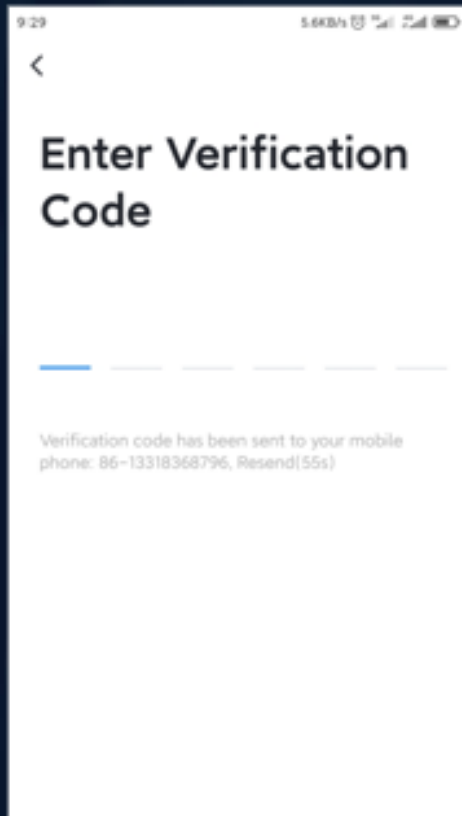 9:29 5.6KB/s
Enter Verification
Code
Verification code has been sent to your mobile
phone: 86-13318368796, Resend(55s)